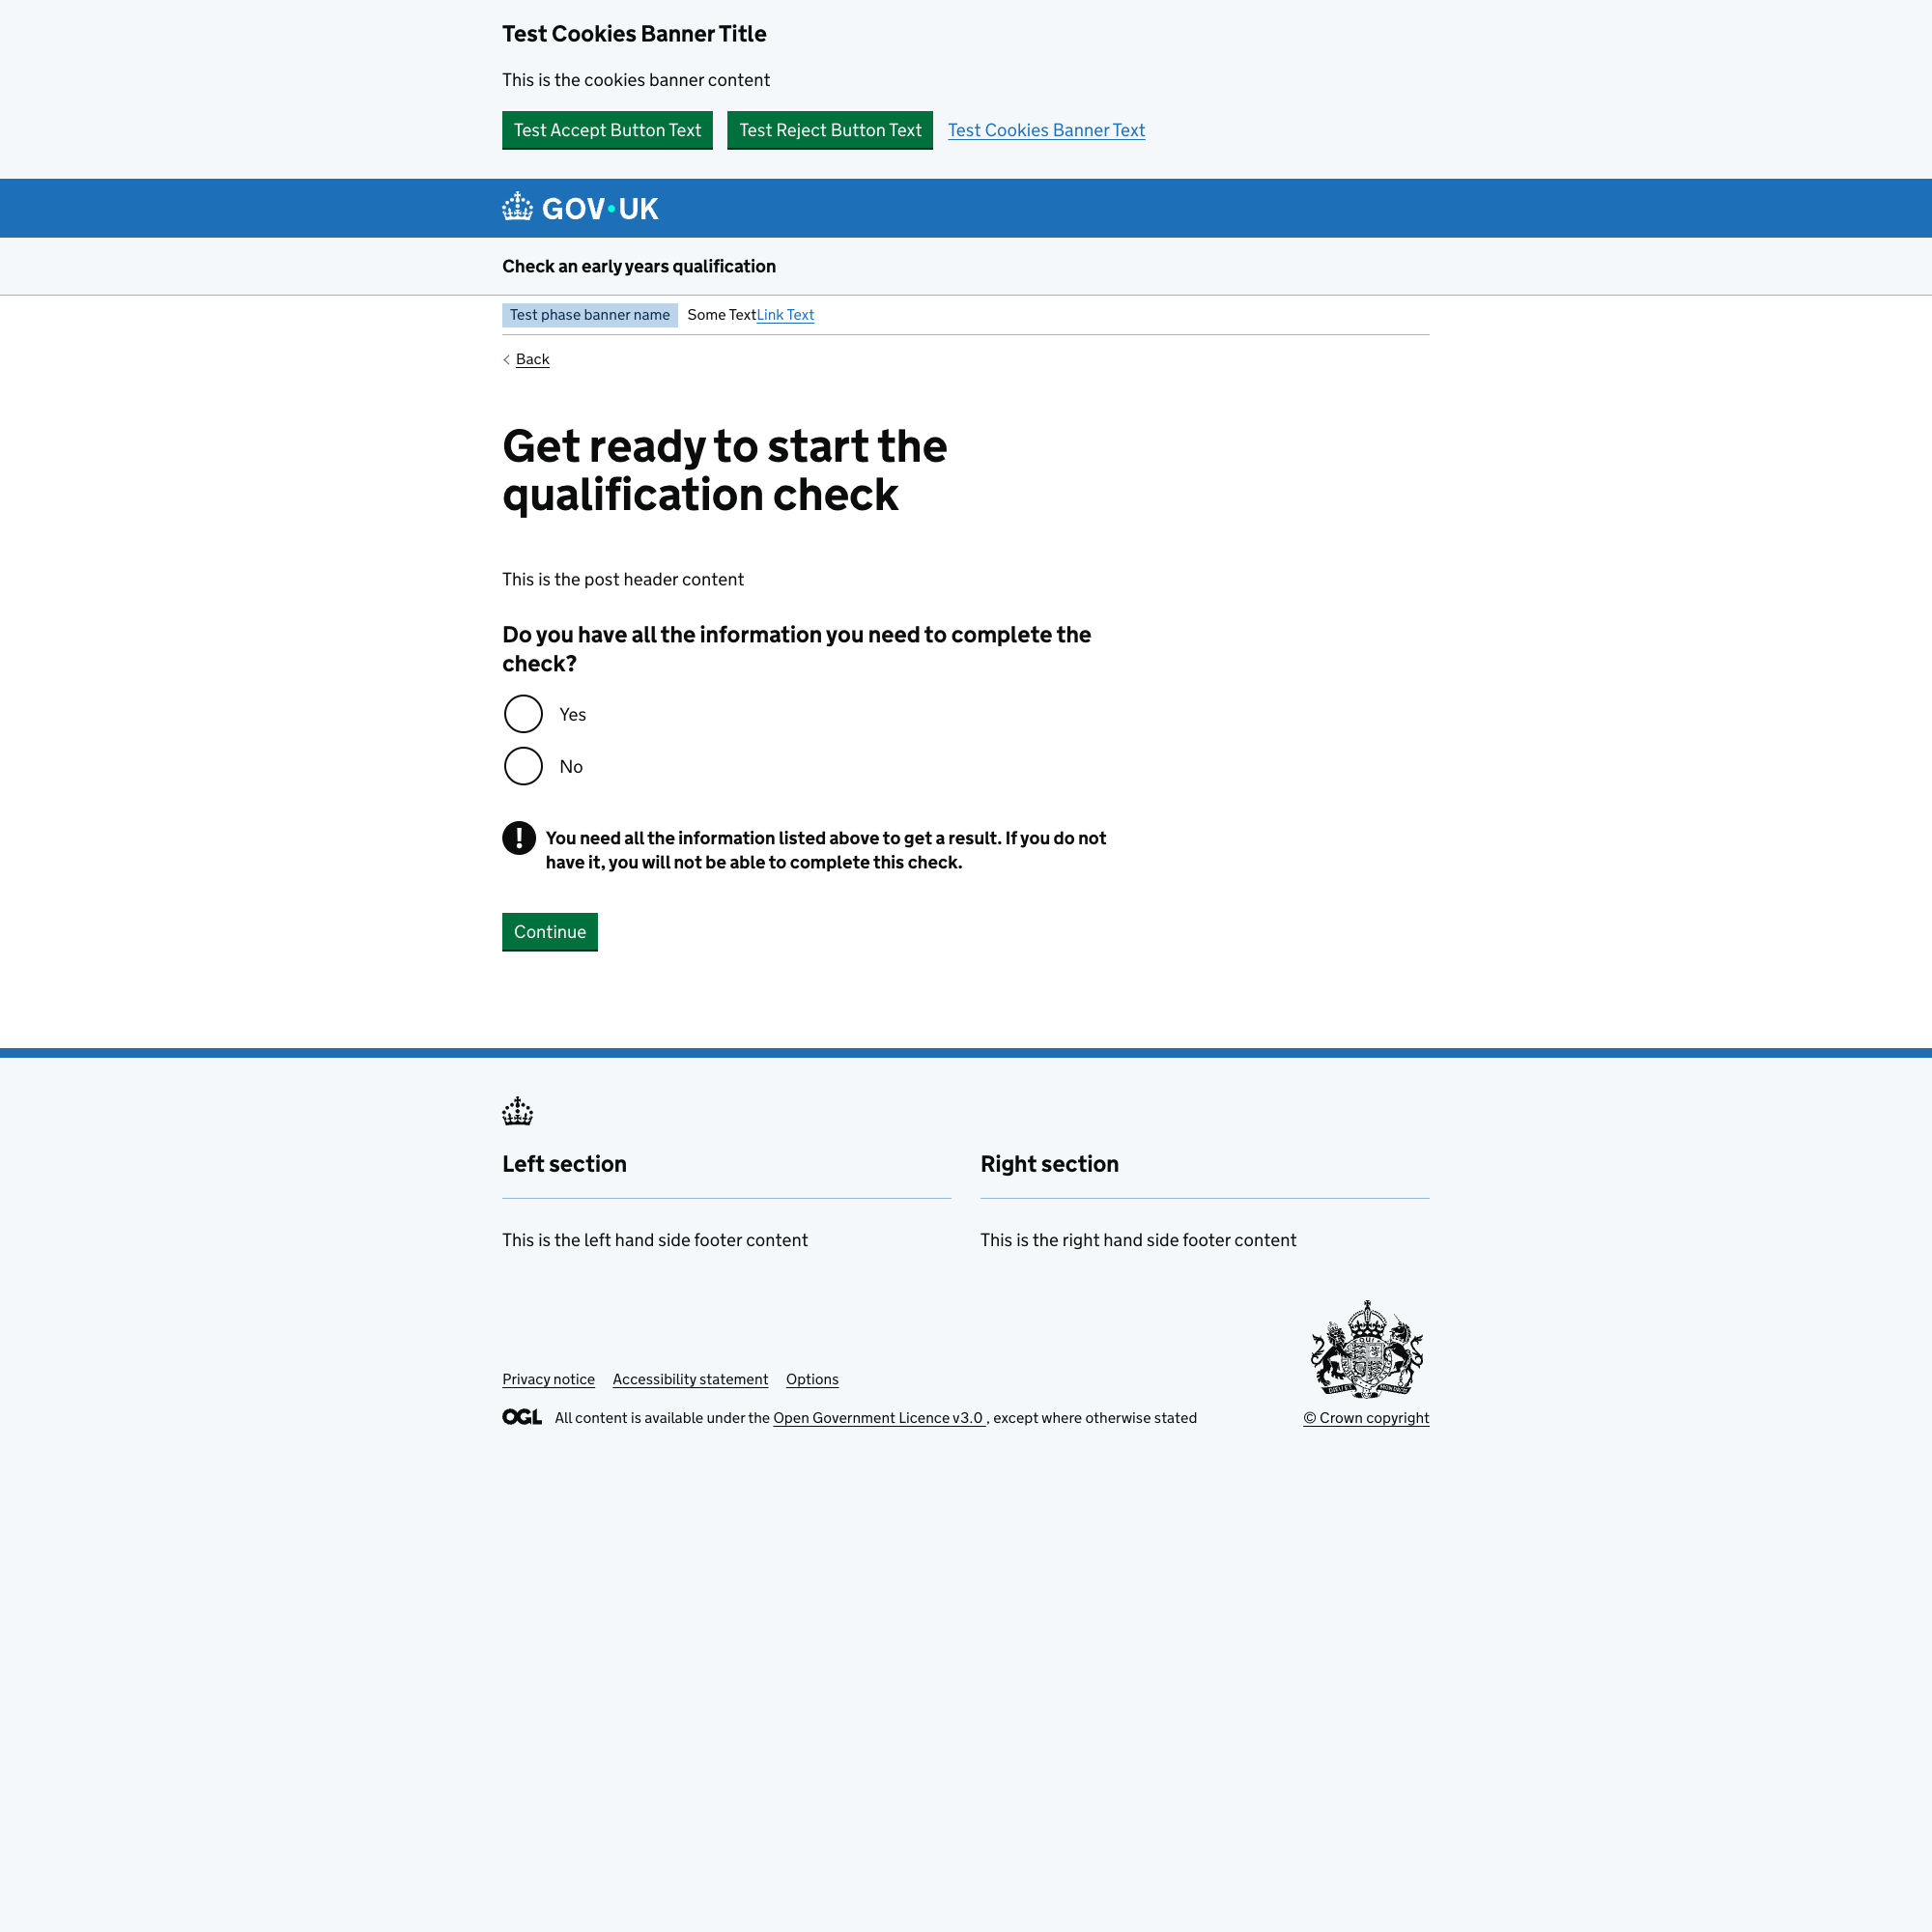 Test Cookies Banner Title
This is the cookies banner content
Test Accept Button Text
Test Reject Button Text
Test Cookies Banner Text
GOV·UK
Check an early years qualification
Test phase banner name
Some TextLink Text
Back
Get ready to start the
qualification check
This is the post header content
Do you have all the information you need to complete the
check?
Yes
No
! You need all the information listed above to get a result. If you do not
have it, you will not be able to complete this check.
Continue
Left section
This is the left hand side footer content
Right section
This is the right hand side footer content
Privacy notice
Accessibility statement
Options
OGL
All content is available under the Open Government Licence v3.0 , except where otherwise stated
© Crown copyright